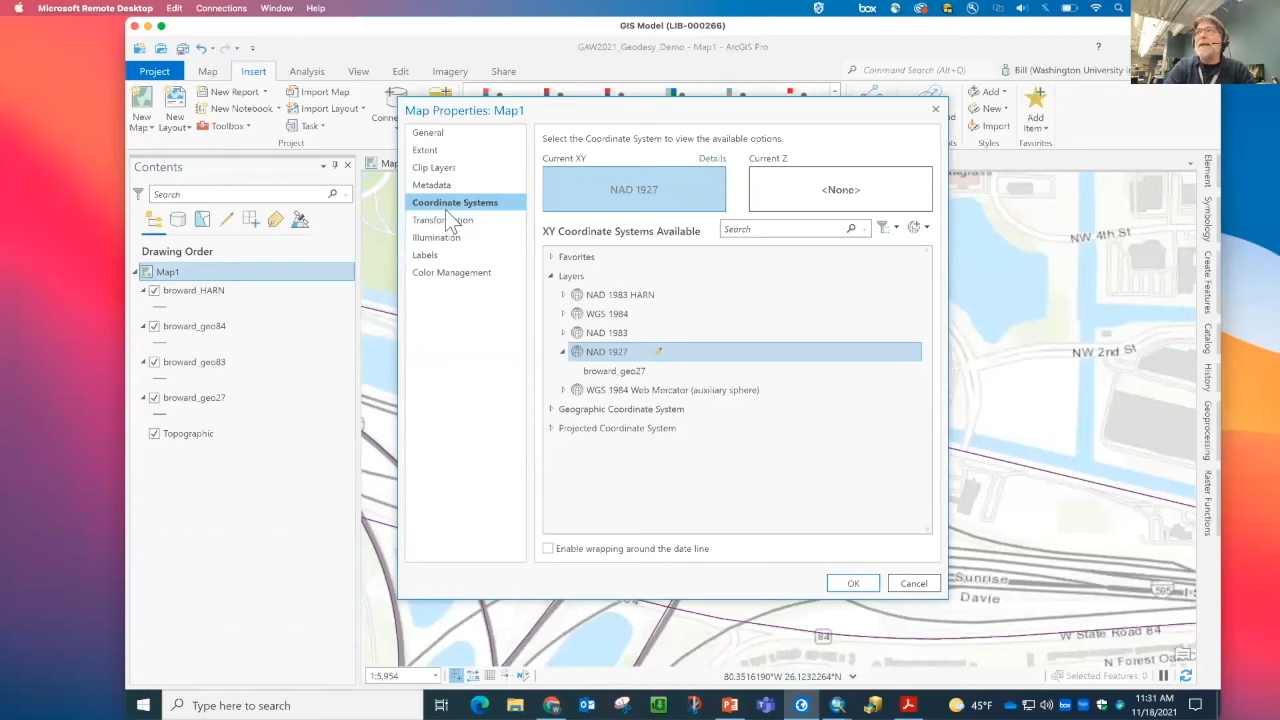 Microsoft Remote Desktop Edit Connections Window Help
box
GIS Model (LIB-000266)
GAW2021_Geodesy_Demo - Map1 - ArcGIS Pro
?
Project Map Insert Analysis View Edit Imagery Share
Command Search (Alt+Q)
Bill (Washington University in
New Map
New Layout
New Report
New Notebook
Toolbox
Import Map
Import Layout
Task
Project
Add
New
Import
Styles
Add Item
Favorites
Map Properties: Map1
General
Extent
Clip Layers
Metadata
Coordinate Systems
Transformation
Illumination
Labels
Color Management
Select the Coordinate System to view the available options.
Current XY Details Current Z
NAD 1927 <None>
XY Coordinate Systems Available Search
Favorites
Layers
NAD 1983 HARN
WGS 1984
NAD 1983
NAD 1927
broward_geo27
WGS 1984 Web Mercator (auxiliary sphere)
Geographic Coordinate System
Projected Coordinate System
Enable wrapping around the date line
OK Cancel
Contents
Search
Drawing Order
Map1
broward_HARN
broward_geo84
broward_geo83
broward_geo27
Topographic
NW 4th St
NW 2nd St
Sunrise
Davie
595
84
W State Road 84
N Forest
Element
Symbology
Create Features
Catalog
History
Geoprocessing
Raster Functions
1:5,954
80.3516190°W 26.1232264°N
Selected Features: 0
Type here to search
45°F
box
11:31 AM
11/18/2021